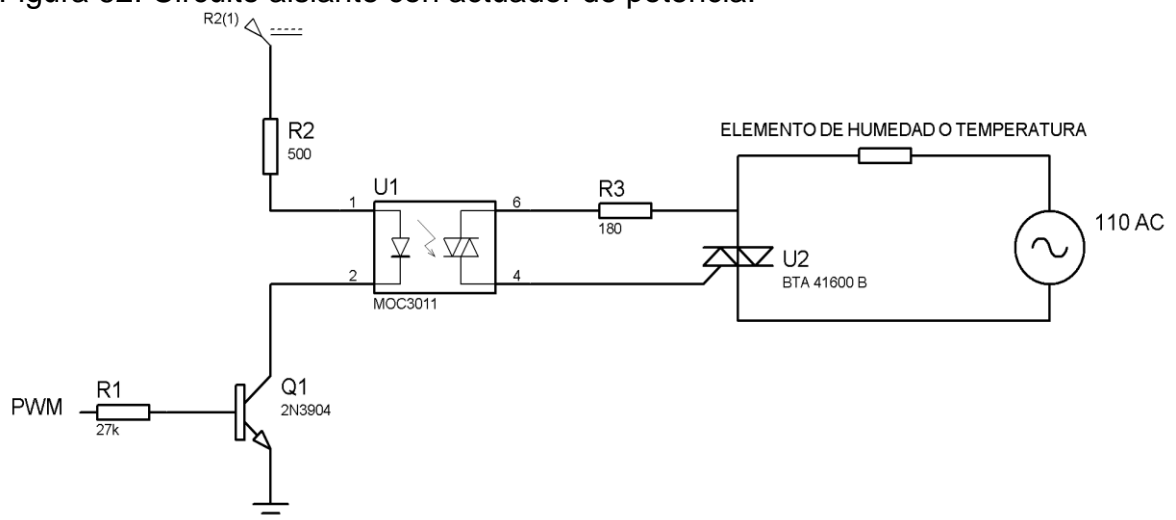 Figura 62. Circuito aislante con actuador de potencia.
R2(1)
R2
500
ELEMENTO DE HUMEDAD O TEMPERATURA
U1
1
6
R3
180
110 AC
U2
BTA 41600 B
2
4
MOC3011
PWM
R1
27k
Q1
2N3904